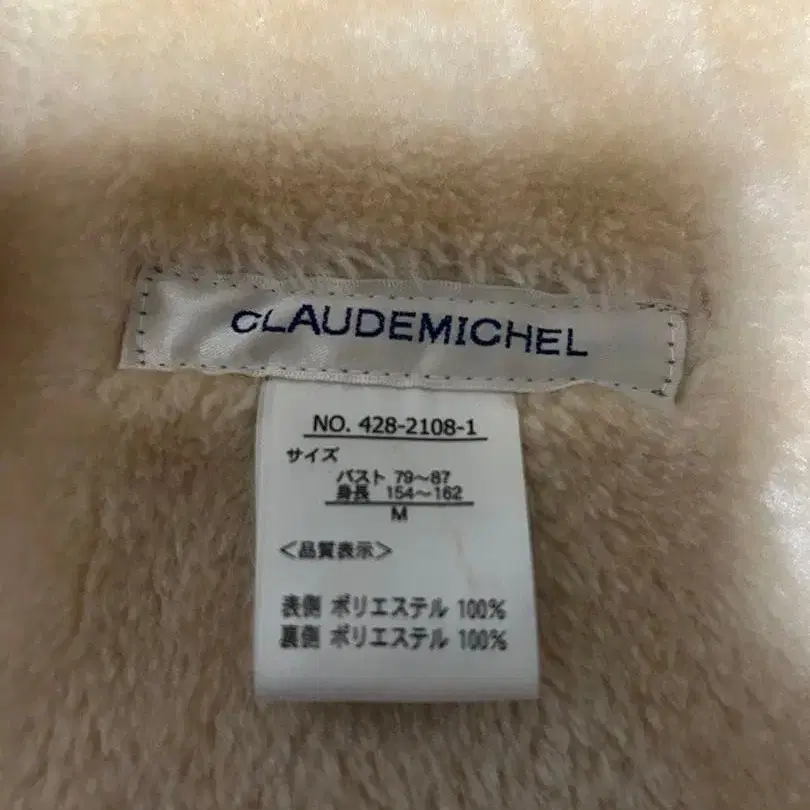 CLAUDEMICHEL
NO. 428-2108-1
サイズ
バスト 79～87
身長 154～162
M
<品質表示>
表側 ポリエステル 100%
裏側 ポリエステル 100%